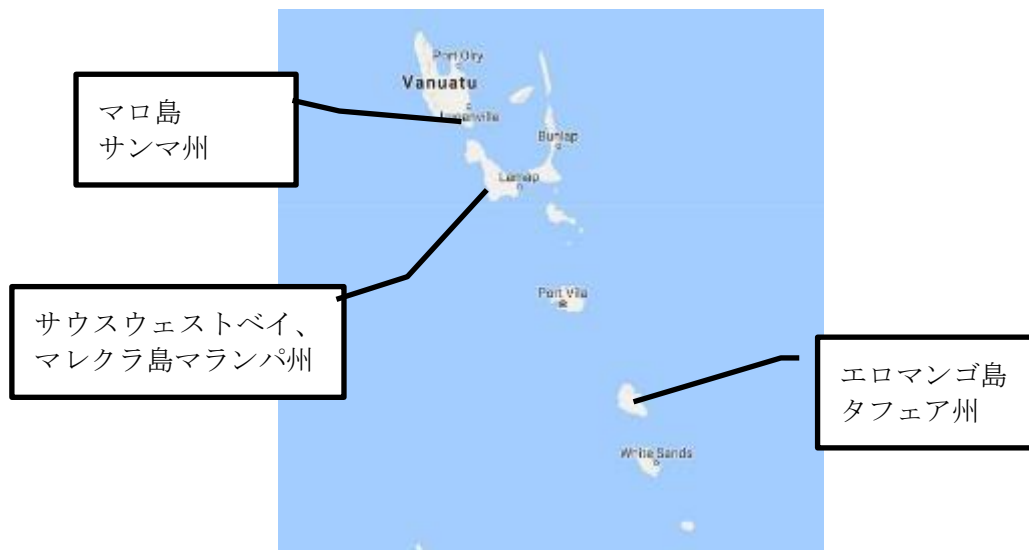 Port Olry
Vanuatu
マロ島
サンマ州
Luganville
Bunlap
Lamap
サウスウェストベイ、
マレクラ島マランパ州
Port Vila
エロマンゴ島
タフェア州
White Sands